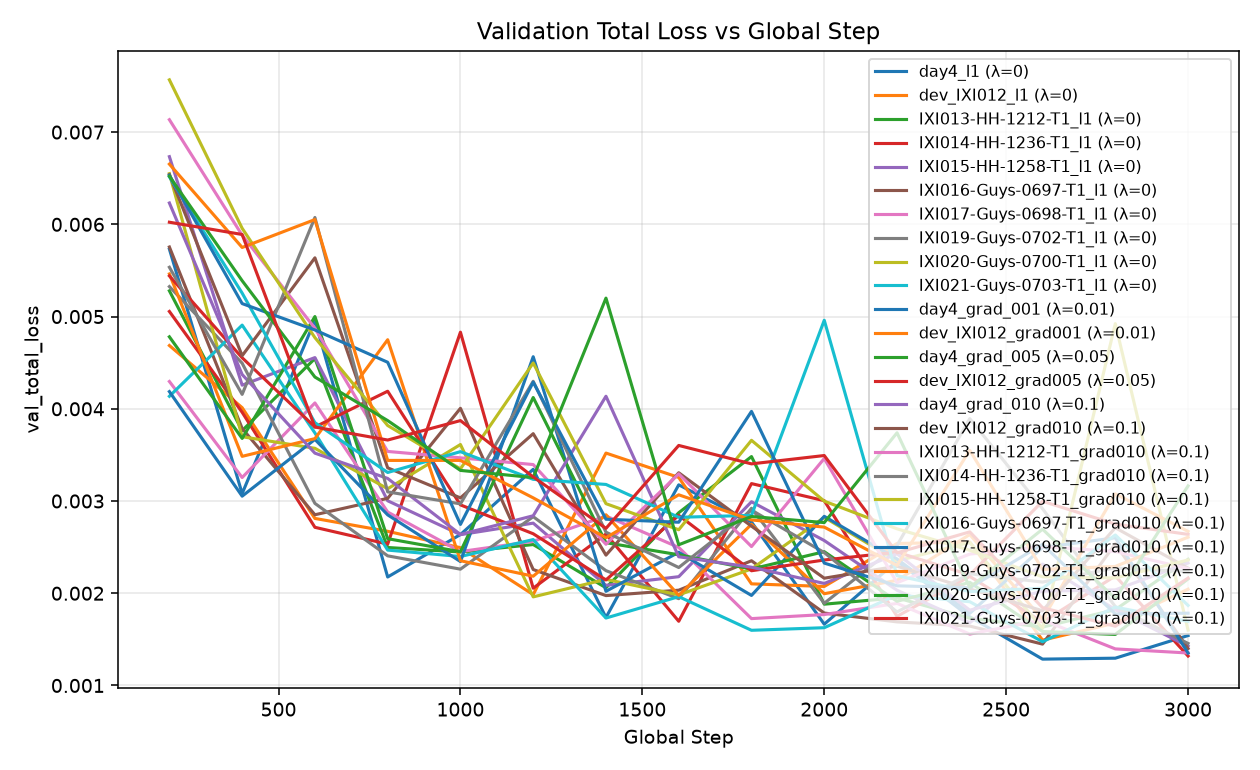 Validation Total Loss vs Global Step
val_total_loss
0.007
0.006
0.005
0.004
0.003
0.002
0.001
day4_l1 (λ=0)
dev_IXI012_l1 (λ=0)
IXI013-HH-1212-T1_l1 (λ=0)
IXI014-HH-1236-T1_l1 (λ=0)
IXI015-HH-1258-T1_l1 (λ=0)
IXI016-Guys-0697-T1_l1 (λ=0)
IXI017-Guys-0698-T1_l1 (λ=0)
IXI019-Guys-0702-T1_l1 (λ=0)
IXI020-Guys-0700-T1_l1 (λ=0)
IXI021-Guys-0703-T1_l1 (λ=0)
day4_grad_001 (λ=0.01)
dev_IXI012_grad001 (λ=0.01)
day4_grad_005 (λ=0.05)
dev_IXI012_grad005 (λ=0.05)
day4_grad_010 (λ=0.1)
dev_IXI012_grad010 (λ=0.1)
IXI013-HH-1212-T1_grad010 (λ=0.1)
IXI014-HH-1236-T1_grad010 (λ=0.1)
IXI015-HH-1258-T1_grad010 (λ=0.1)
IXI016-Guys-0697-T1_grad010 (λ=0.1)
IXI017-Guys-0698-T1_grad010 (λ=0.1)
IXI019-Guys-0702-T1_grad010 (λ=0.1)
IXI020-Guys-0700-T1_grad010 (λ=0.1)
IXI021-Guys-0703-T1_grad010 (λ=0.1)
500 1000 1500 2000 2500 3000
Global Step